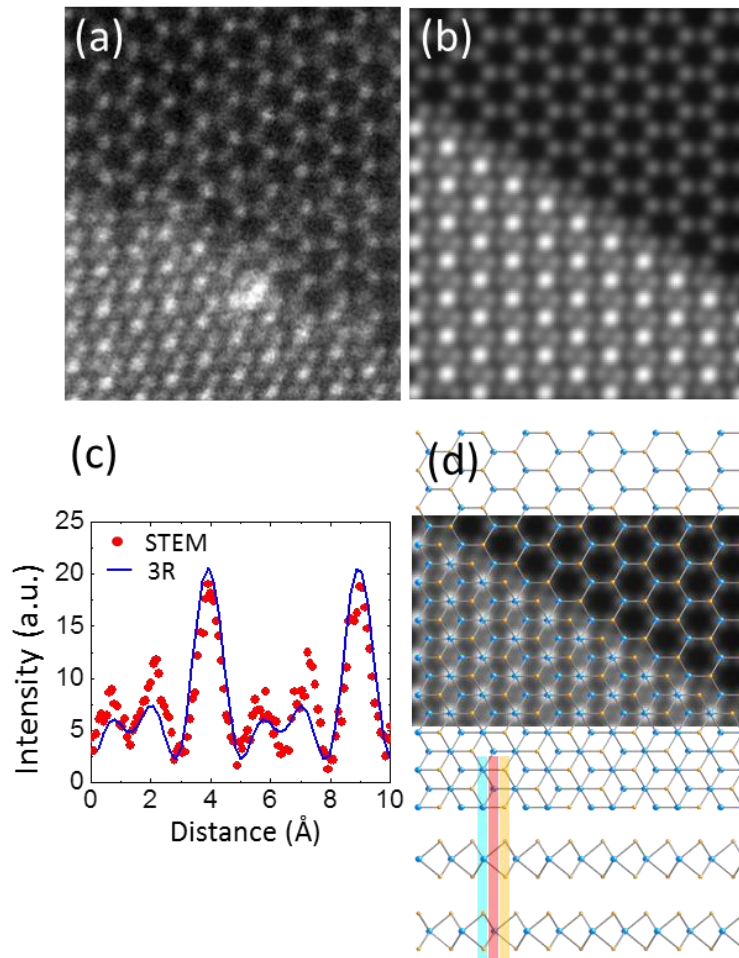 (a)
(b)
(c)
(d)
25
20
15
10
5
0
STEM
3R
Intensity (a.u.)
0 2 4 6 8 10
Distance (Å)